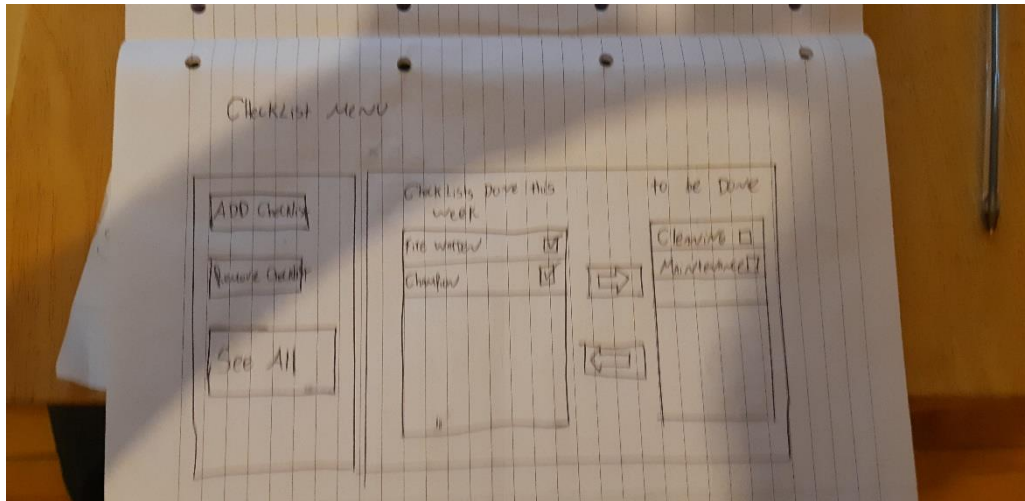 Checklist Menu
ADD Checklist
Remove Checklist
See All
Checklists Done this
week
Fire Warden
Champion
to be Done
Cleaning
Maintenance